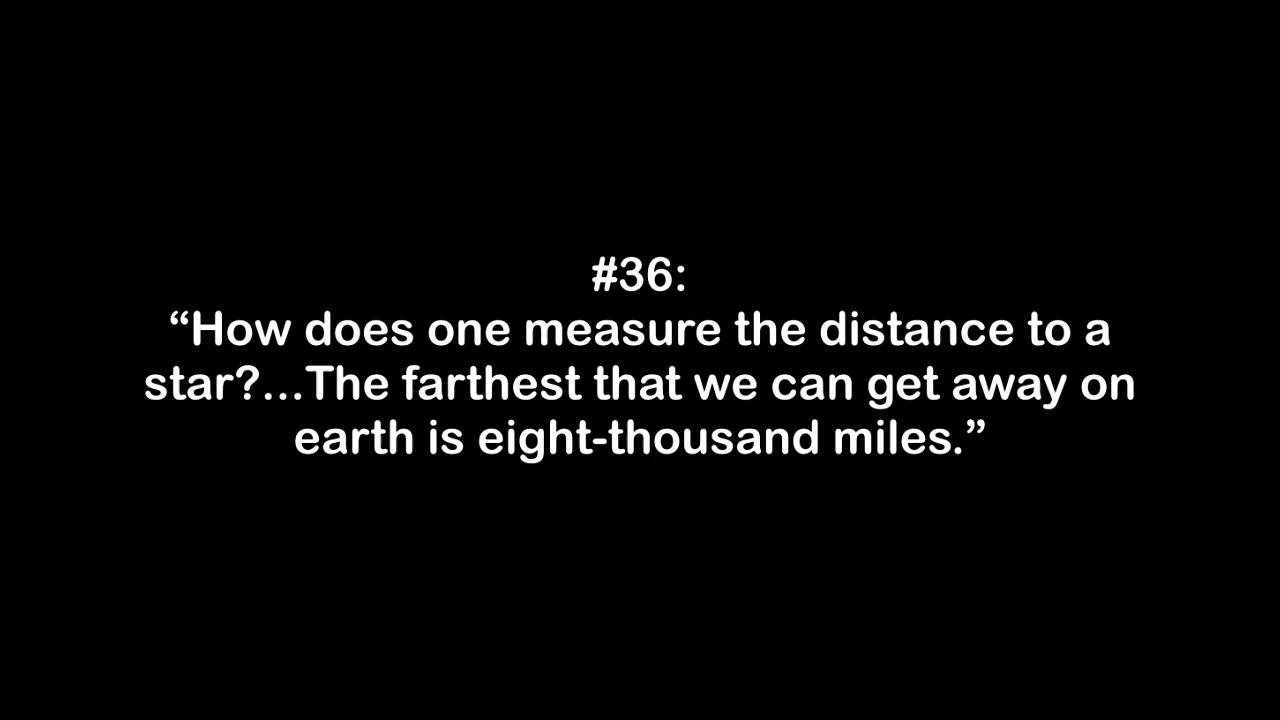 #36:
“How does one measure the distance to a
star?...The farthest that we can get away on
earth is eight-thousand miles.”